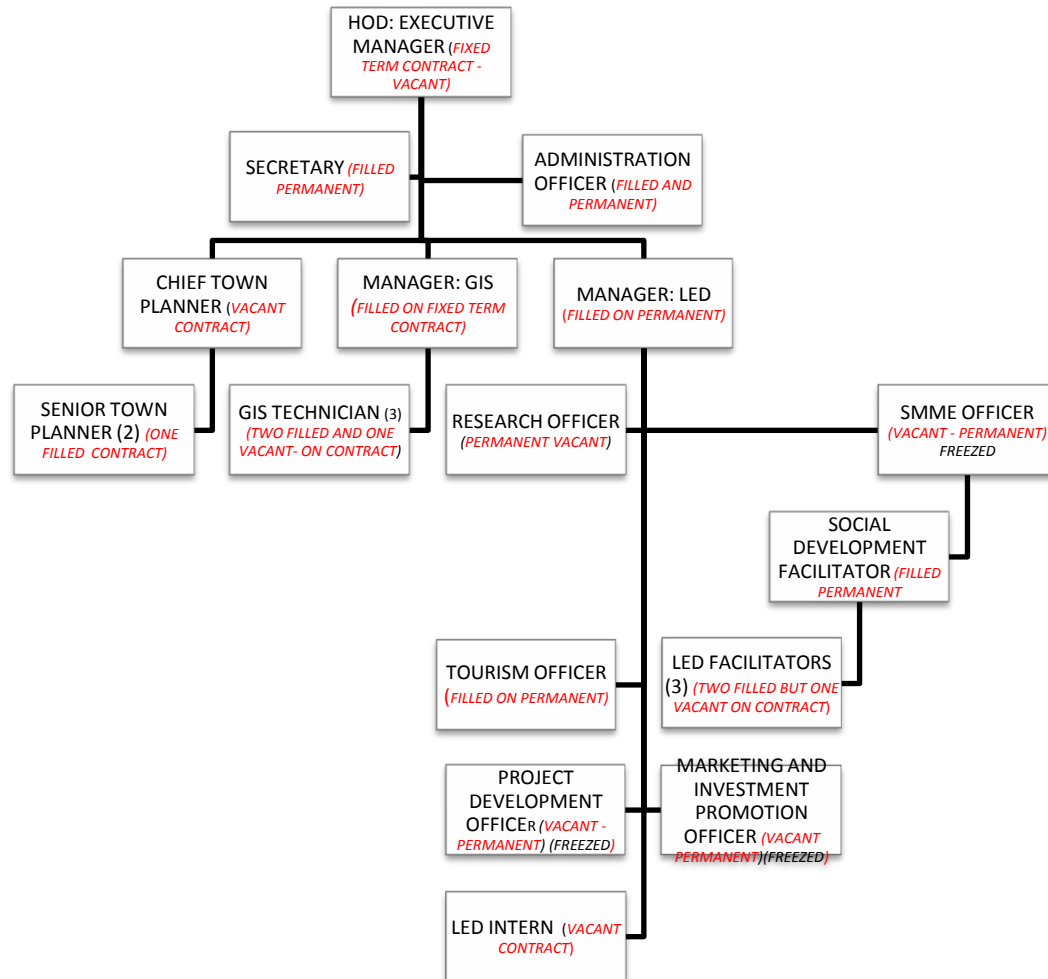 HOD: EXECUTIVE
MANAGER (FIXED
TERM CONTRACT -
VACANT)
SECRETARY (FILLED
PERMANENT)
ADMINISTRATION
OFFICER (FILLED AND
PERMANENT)
CHIEF TOWN
PLANNER (VACANT
CONTRACT)
MANAGER: GIS
(FILLED ON FIXED TERM
CONTRACT)
MANAGER: LED
(FILLED ON PERMANENT)
SENIOR TOWN
PLANNER (2) (ONE
FILLED CONTRACT)
GIS TECHNICIAN (3)
(TWO FILLED AND ONE
VACANT- ON CONTRACT)
RESEARCH OFFICER
(PERMANENT VACANT)
SMME OFFICER
(VACANT - PERMANENT)
FREEZED
SOCIAL
DEVELOPMENT
FACILITATOR (FILLED
PERMANENT
TOURISM OFFICER
(FILLED ON PERMANENT)
LED FACILITATORS
(3) (TWO FILLED BUT ONE
VACANT ON CONTRACT)
PROJECT
DEVELOPMENT
OFFICER (VACANT -
PERMANENT) (FREEZED)
MARKETING AND
INVESTMENT
PROMOTION
OFFICER (VACANT
PERMANENT)(FREEZED)
LED INTERN (VACANT
CONTRACT)